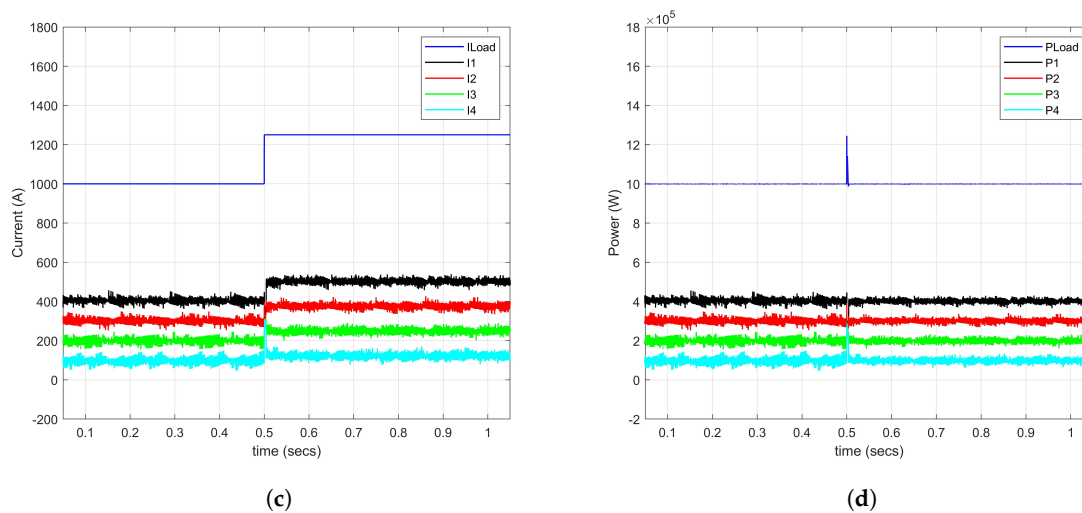 1800
1600
1400
1200
1000
800
600
400
200
0
-200
Current (A)
0.1 0.2 0.3 0.4 0.5 0.6 0.7 0.8 0.9 1
time (secs)
ILoad
I1
I2
I3
I4
(c)
×10⁵
18
16
14
12
10
8
6
4
2
0
-2
Power (W)
0.1 0.2 0.3 0.4 0.5 0.6 0.7 0.8 0.9 1
time (secs)
PLoad
P1
P2
P3
P4
(d)